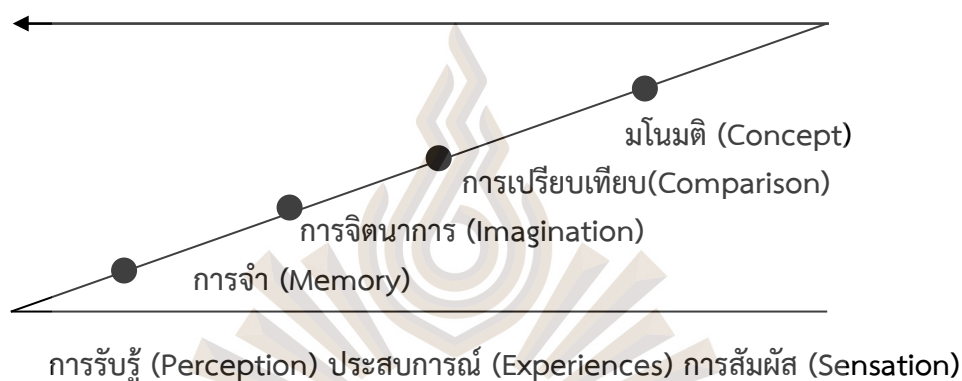 มโนมติ (Concept)
การเปรียบเทียบ(Comparison)
การจิตนาการ (Imagination)
การจำ (Memory)
การรับรู้ (Perception) ประสบการณ์ (Experiences) การสัมผัส (Sensation)